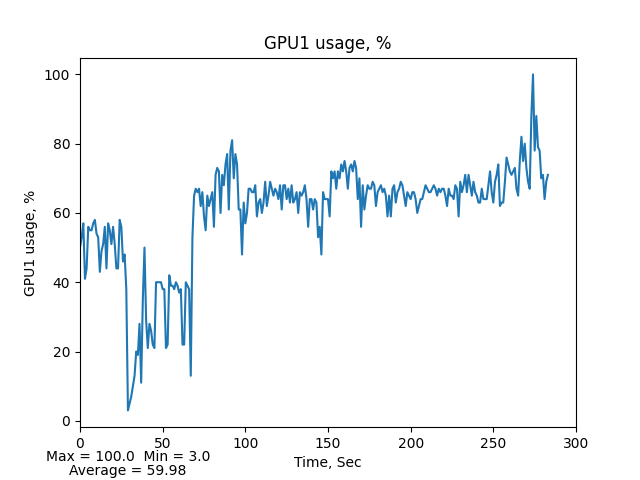 GPU1 usage, %
100
80
60
40
20
0
GPU1 usage, %
0 50 100 150 200 250 300
Time, Sec
Max = 100.0  Min = 3.0
Average = 59.98